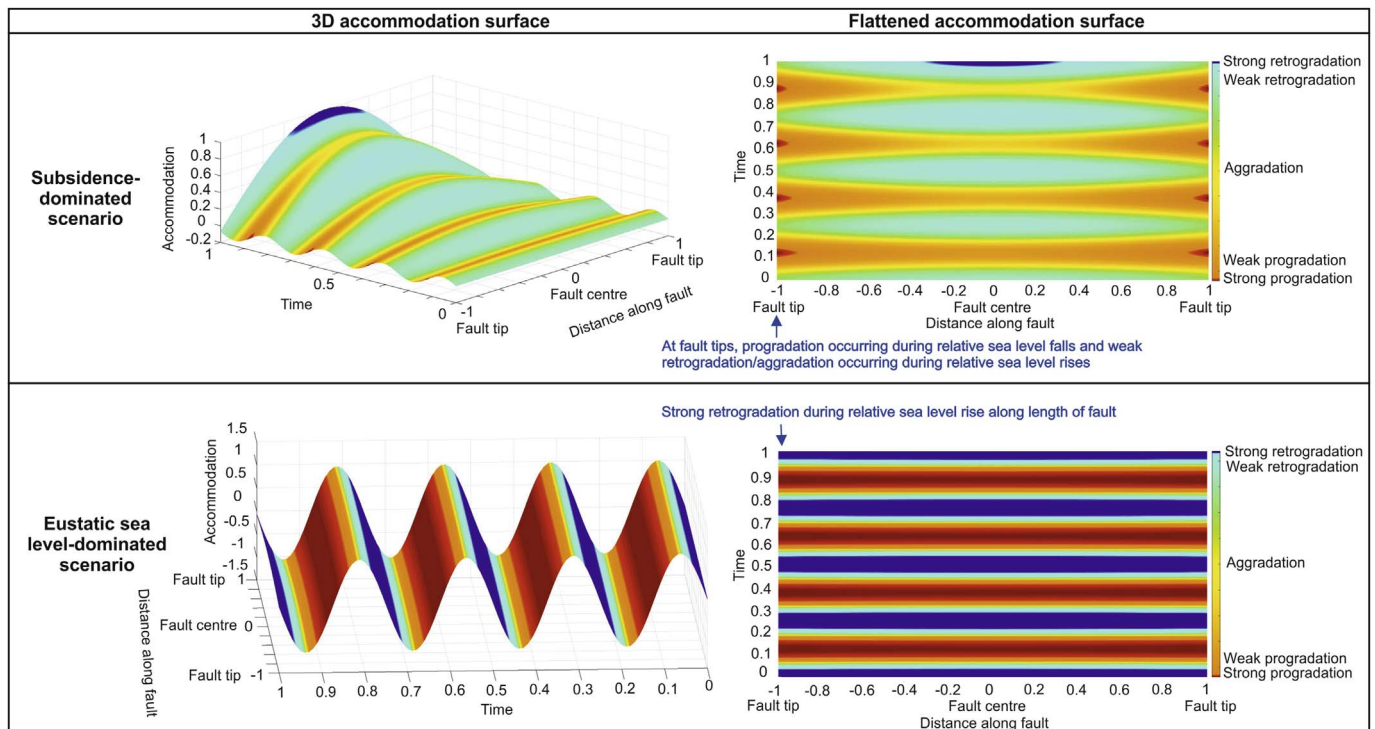 3D accommodation surface
Flattened accommodation surface
Subsidence-
dominated
scenario
Accommodation
1
0.8
0.6
0.4
0.2
0
-0.2
1
0.5
0
Time
-1
Fault tip
0
Fault centre
1
Fault tip
Distance along fault
Time
1
0.9
0.8
0.7
0.6
0.5
0.4
0.3
0.2
0.1
0
-1 -0.8 -0.6 -0.4 -0.2 0 0.2 0.4 0.6 0.8 1
Fault tip Fault centre Fault tip
Distance along fault
Strong retrogradation
Weak retrogradation
Aggradation
Weak progradation
Strong progradation
At fault tips, progradation occurring during relative sea level falls and weak
retrogradation/aggradation occurring during relative sea level rises
Eustatic sea
level-dominated
scenario
Accommodation
1.5
1
0.5
0
-0.5
-1
-1.5
Fault tip 1
Fault centre 0
Fault tip -1
Distance along fault
1 0.9 0.8 0.7 0.6 0.5 0.4 0.3 0.2 0.1 0
Time
Strong retrogradation during relative sea level rise along length of fault
Time
1
0.9
0.8
0.7
0.6
0.5
0.4
0.3
0.2
0.1
0
-1 -0.8 -0.6 -0.4 -0.2 0 0.2 0.4 0.6 0.8 1
Fault tip Fault centre Fault tip
Distance along fault
Strong retrogradation
Weak retrogradation
Aggradation
Weak progradation
Strong progradation